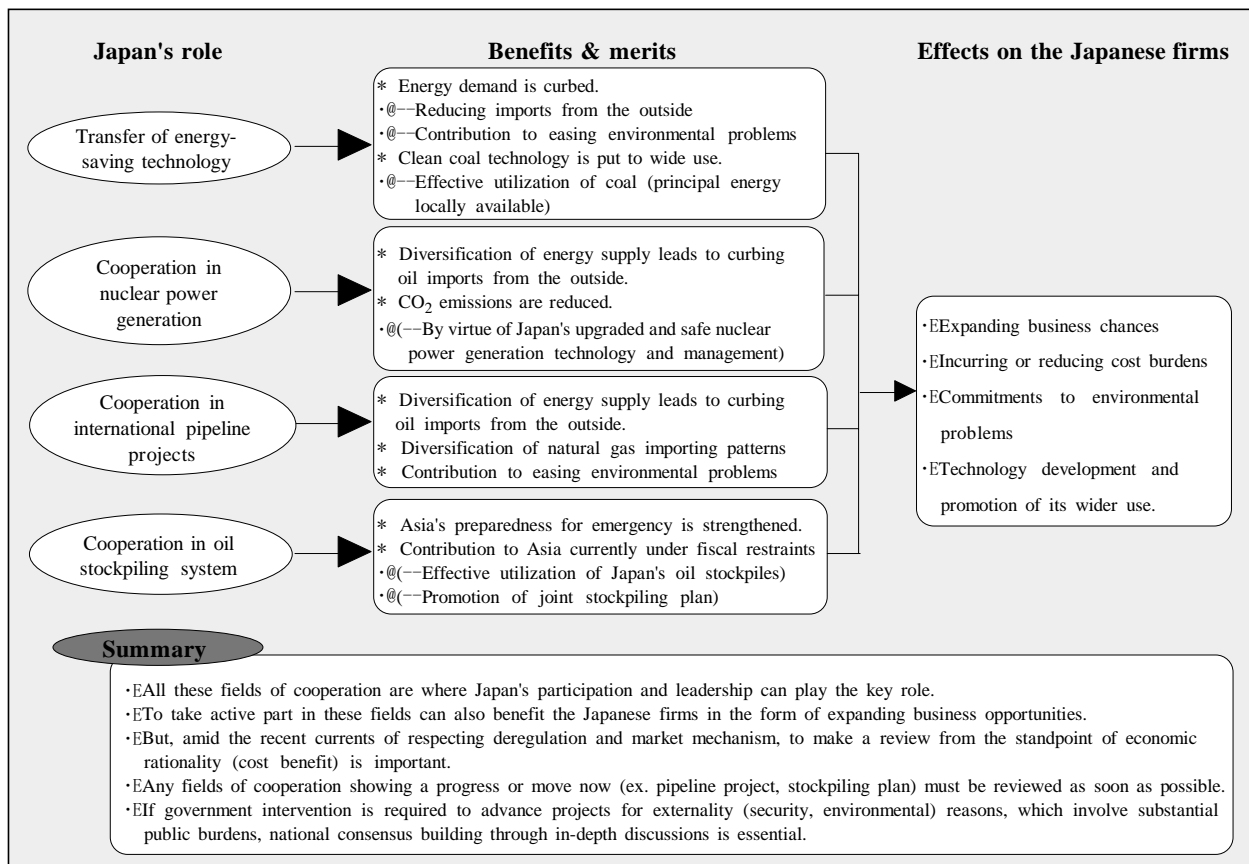 Japan's role
Benefits & merits
Effects on the Japanese firms
Transfer of energy-
saving technology
* Energy demand is curbed.
·@−−Reducing imports from the outside
·@−−Contribution to easing environmental problems
* Clean coal technology is put to wide use.
·@−−Effective utilization of coal (principal energy
locally available)
Cooperation in
nuclear power
generation
* Diversification of energy supply leads to curbing
oil imports from the outside.
* CO2 emissions are reduced.
·@(−−By virtue of Japan's upgraded and safe nuclear
power generation technology and management)
Cooperation in
international pipeline
projects
* Diversification of energy supply leads to curbing
oil imports from the outside.
* Diversification of natural gas importing patterns
* Contribution to easing environmental problems
Cooperation in oil
stockpiling system
* Asia's preparedness for emergency is strengthened.
* Contribution to Asia currently under fiscal restraints
·@(−−Effective utilization of Japan's oil stockpiles)
·@(−−Promotion of joint stockpiling plan)
·EExpanding business chances
·EIncurring or reducing cost burdens
·ECommitments to environmental
problems
·ETechnology development and
promotion of its wider use.
Summary
·EAll these fields of cooperation are where Japan's participation and leadership can play the key role.
·ETo take active part in these fields can also benefit the Japanese firms in the form of expanding business opportunities.
·EBut, amid the recent currents of respecting deregulation and market mechanism, to make a review from the standpoint of economic
rationality (cost benefit) is important.
·EAny fields of cooperation showing a progress or move now (ex. pipeline project, stockpiling plan) must be reviewed as soon as possible.
·EIf government intervention is required to advance projects for externality (security, environmental) reasons, which involve substantial
public burdens, national consensus building through in-depth discussions is essential.